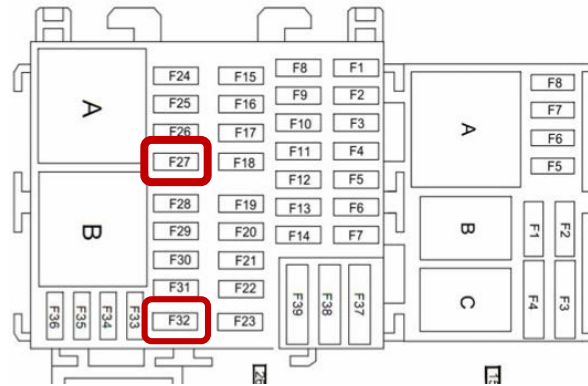 F24 F15 F8 F1
F25 F16 F9 F2
F26 F17 F10 F3
F27 F18 F11 F4
F12 F5
F28 F19 F13 F6
F29 F20 F14 F7
F30 F21
F31 F22
F32 F23
A
B
F36 F35 F34 F33
F39 F38 F37
A
F8
F7
F6
F5
B
C
F1 F2
F4 F3